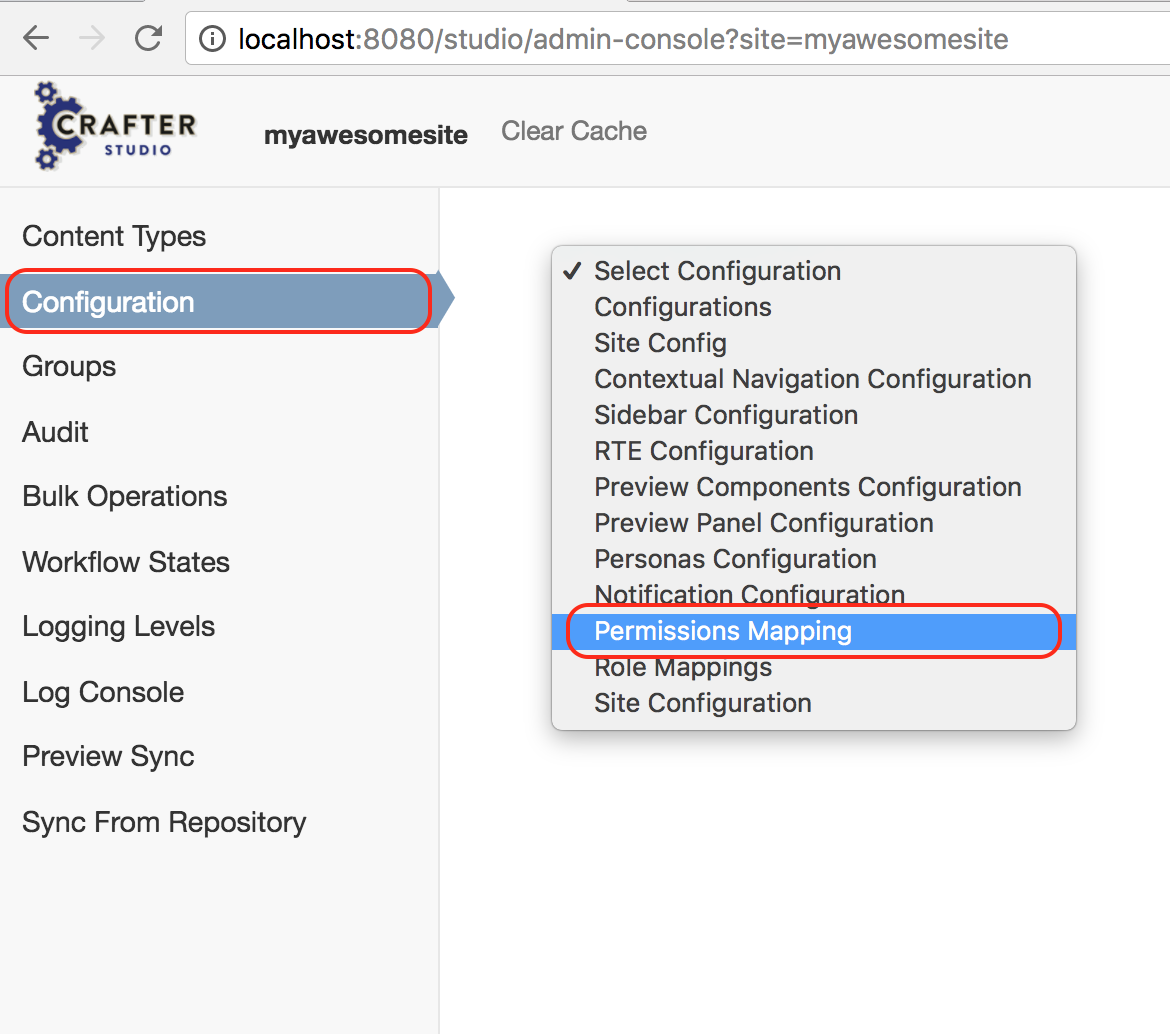 localhost:8080/studio/admin-console?site=myawesomesite
CRAFTER
STUDIO
myawesomesite
Clear Cache
Content Types
Configuration
Groups
Audit
Bulk Operations
Workflow States
Logging Levels
Log Console
Preview Sync
Sync From Repository
✓ Select Configuration
Configurations
Site Config
Contextual Navigation Configuration
Sidebar Configuration
RTE Configuration
Preview Components Configuration
Preview Panel Configuration
Personas Configuration
Notification Configuration
Permissions Mapping
Role Mappings
Site Configuration